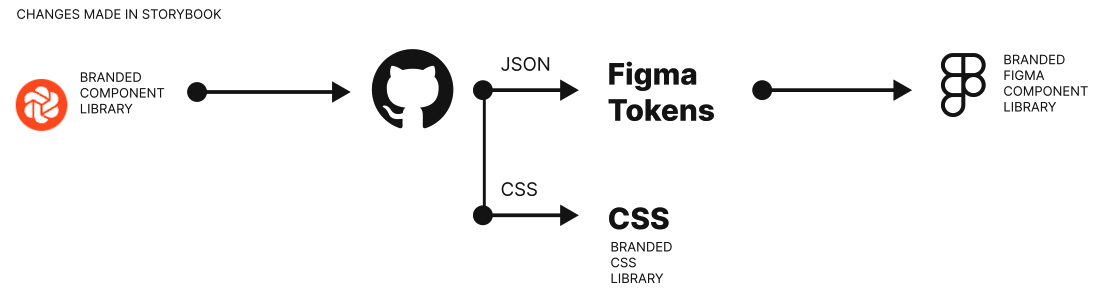 CHANGES MADE IN STORYBOOK
BRANDED
COMPONENT
LIBRARY
JSON
Figma
Tokens
BRANDED
FIGMA
COMPONENT
LIBRARY
CSS
CSS
BRANDED
CSS
LIBRARY